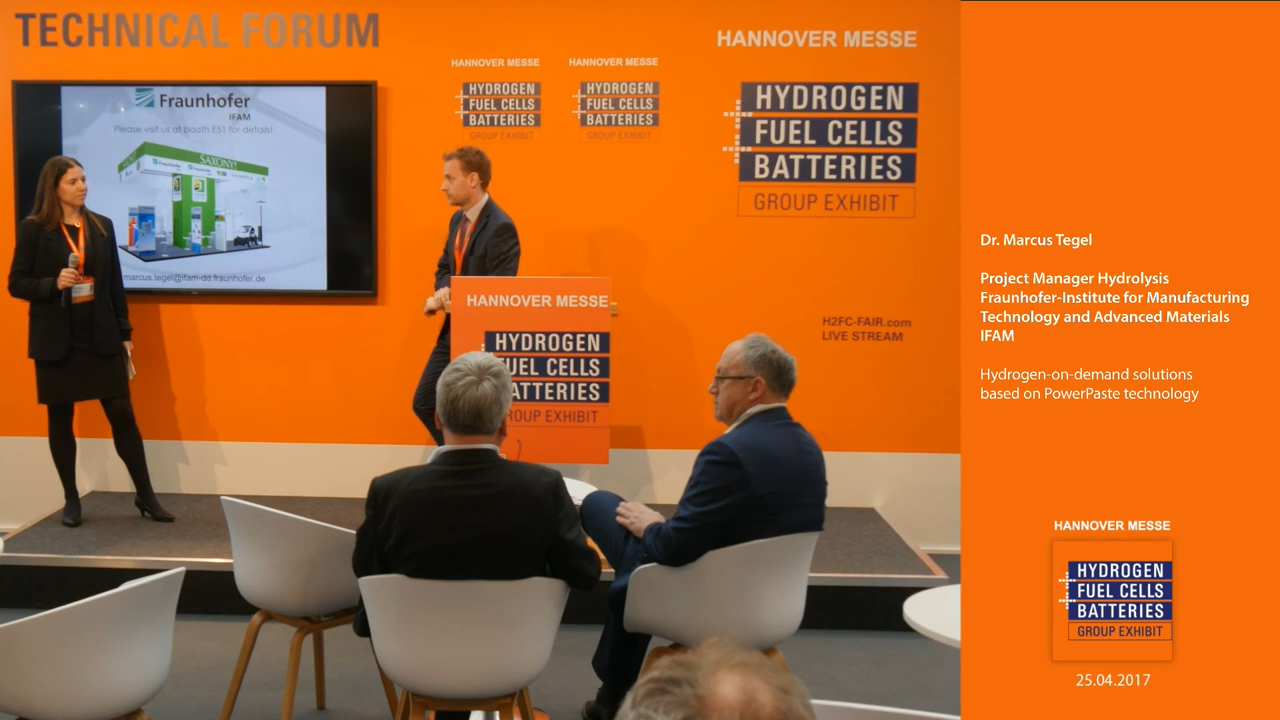 TECHNICAL FORUM
Fraunhofer
IFAM
Please visit us at booth E51 for details!
SAXONY!
marcus.tegel@ifam-dd.fraunhofer.de
HANNOVER MESSE
HYDROGEN
FUEL CELLS
BATTERIES
GROUP EXHIBIT
HANNOVER MESSE
HYDROGEN
FUEL CELLS
BATTERIES
GROUP EXHIBIT
HANNOVER MESSE
HYDROGEN
FUEL CELLS
BATTERIES
GROUP EXHIBIT
HANNOVER MESSE
HYDROGEN
FUEL CELLS
BATTERIES
GROUP EXHIBIT
H2FC-FAIR.com
LIVE STREAM
Dr. Marcus Tegel
Project Manager Hydrolysis
Fraunhofer-Institute for Manufacturing
Technology and Advanced Materials
IFAM
Hydrogen-on-demand solutions
based on PowerPaste technology
HANNOVER MESSE
HYDROGEN
FUEL CELLS
BATTERIES
GROUP EXHIBIT
25.04.2017